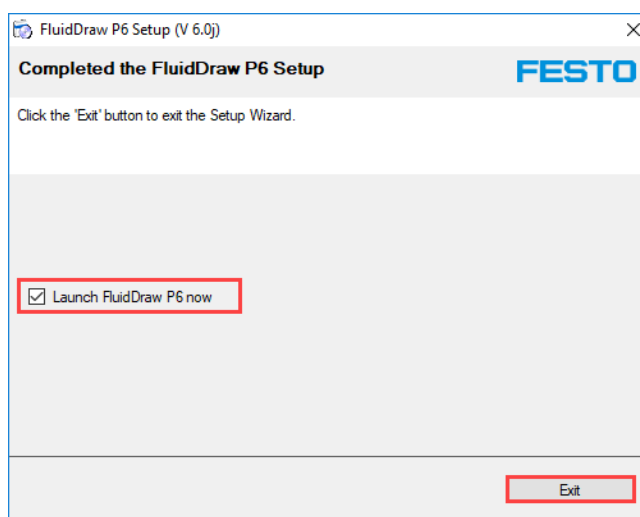 FluidDraw P6 Setup (V 6.0j)
Completed the FluidDraw P6 Setup
FESTO
Click the 'Exit' button to exit the Setup Wizard.
Launch FluidDraw P6 now
Exit